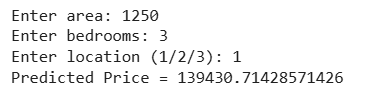 Enter area: 1250
Enter bedrooms: 3
Enter location (1/2/3): 1
Predicted Price = 139430.71428571426